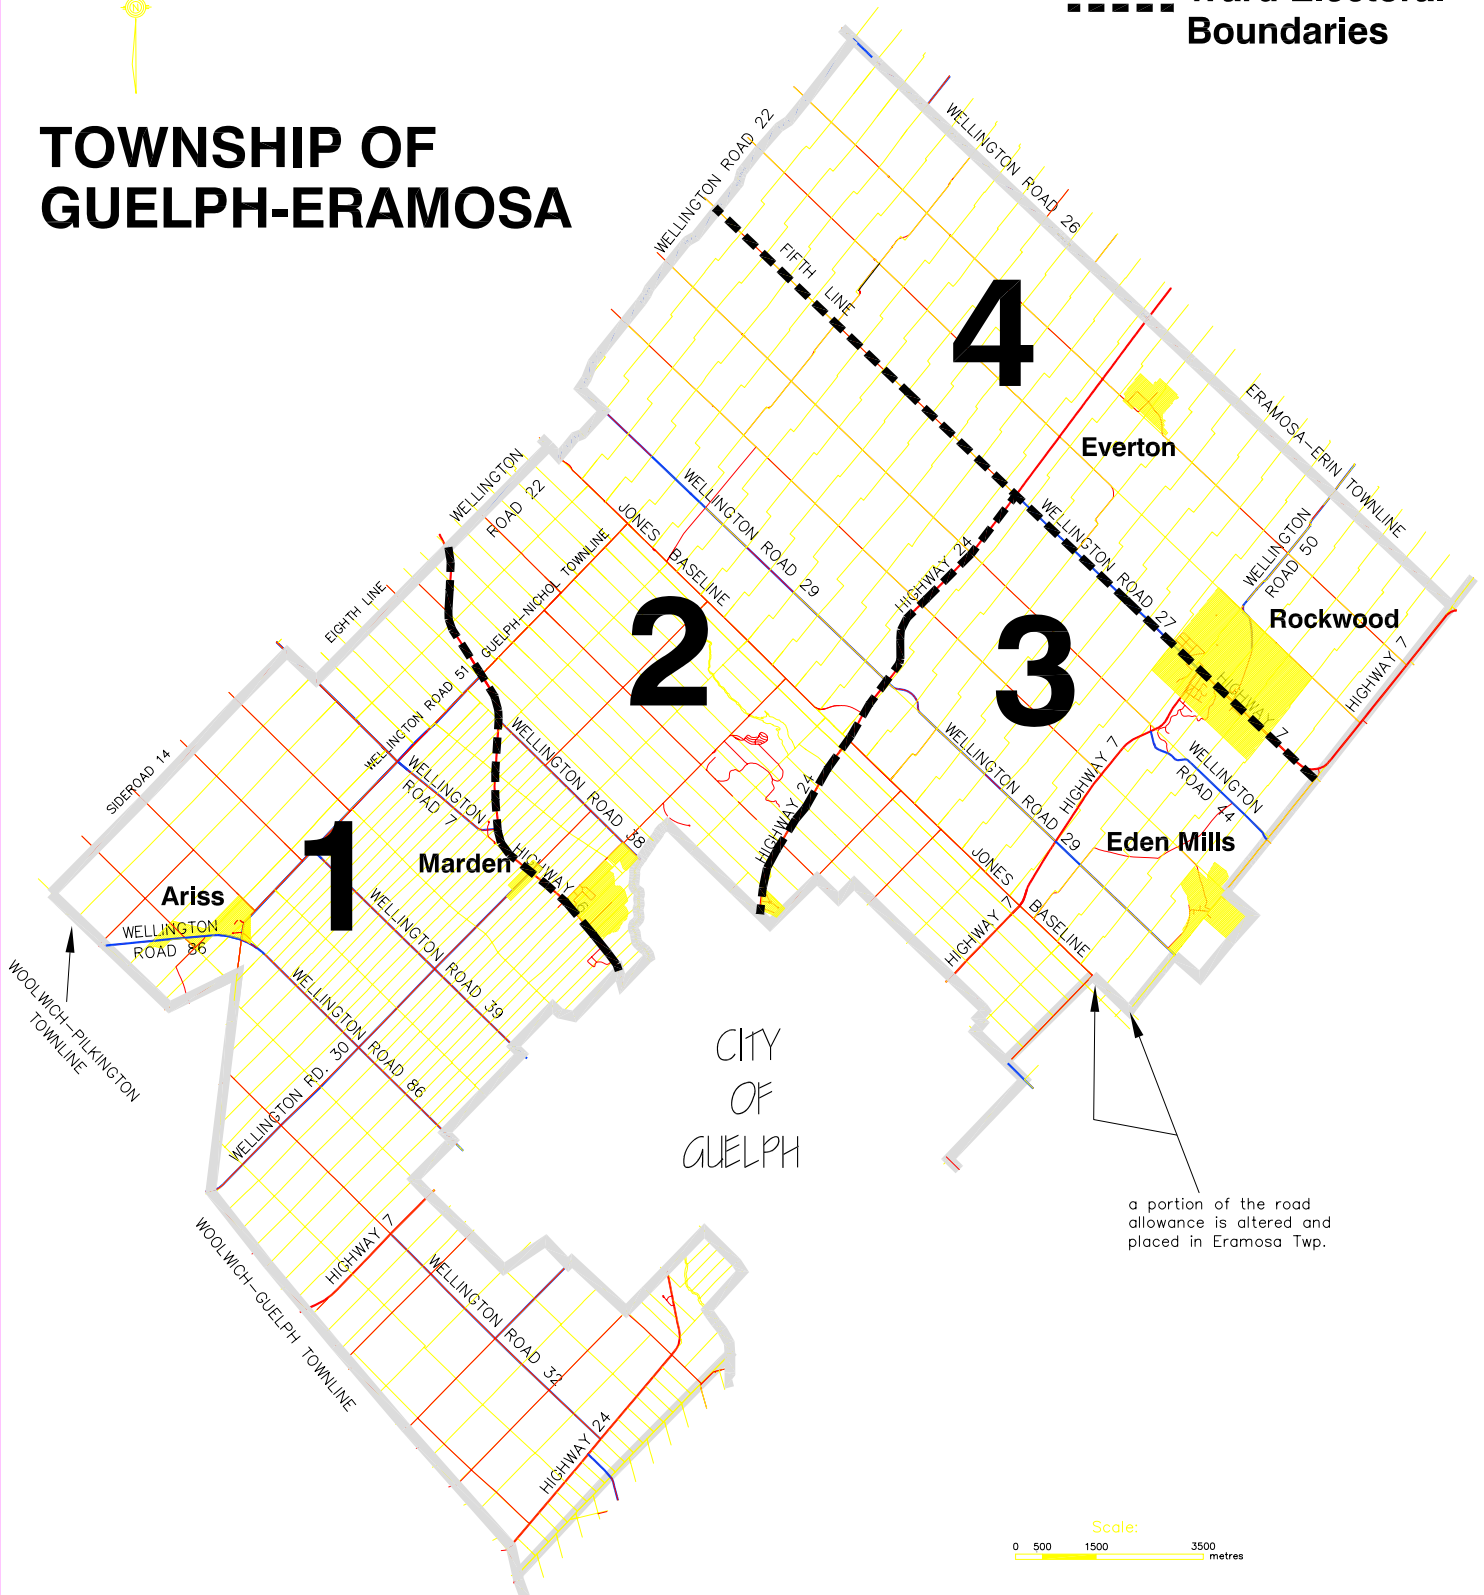 Boundaries
TOWNSHIP OF
GUELPH-ERAMOSA
WELLINGTON ROAD 22
WELLINGTON ROAD 26
FIFTH LINE
4
ERAMOSA-ERIN TOWNLINE
Everton
WELLINGTON
ROAD 22
WELLINGTON ROAD 29
JONES BASELINE
GUELPH-NICHOL TOWNLINE
EIGHTH LINE
HIGHWAY 24
WELLINGTON ROAD 27
WELLINGTON
ROAD 50
Rockwood
HIGHWAY 7
2
3
WELLINGTON ROAD 51
HIGHWAY 7
SIDEROAD 14
WELLINGTON
ROAD 7
WELLINGTON ROAD 38
HIGHWAY 24
WELLINGTON ROAD 29
HIGHWAY 7
WELLINGTON
ROAD 44
Eden Mills
1
Marden
HIGHWAY 6
Ariss
WELLINGTON
ROAD 86
WELLINGTON ROAD 39
JONES BASELINE
HIGHWAY 7
WOOLWICH-PILKINGTON
TOWNLINE
WELLINGTON ROAD 86
WELLINGTON RD. 30
CITY
OF
GUELPH
a portion of the road
allowance is altered and
placed in Eramosa Twp.
WOOLWICH-GUELPH TOWNLINE
HIGHWAY 7
WELLINGTON ROAD 32
HIGHWAY 24
Scale:
0 500 1500 3500
metres